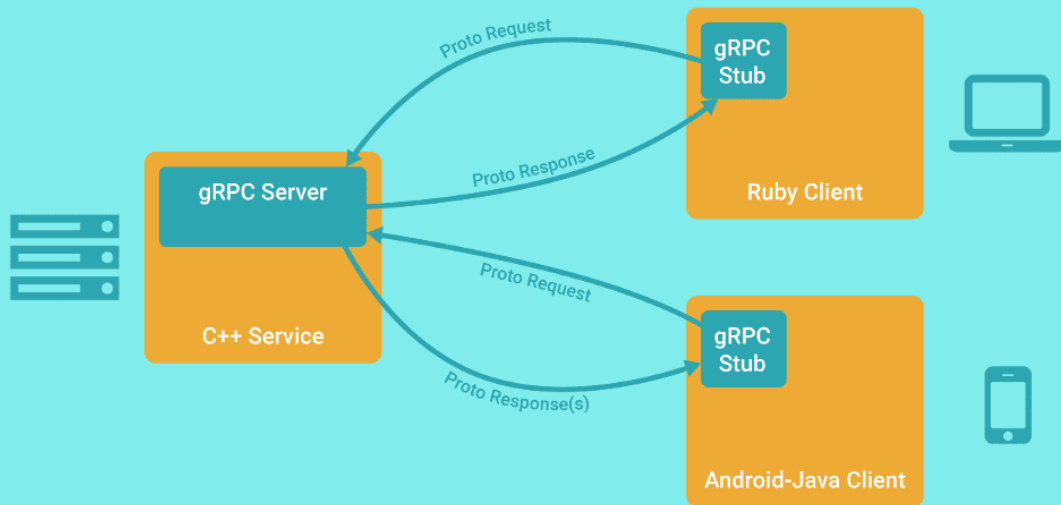 Proto Request
gRPC
Stub
Proto Response
Ruby Client
gRPC Server
C++ Service
Proto Request
gRPC
Stub
Proto Response(s)
Android-Java Client